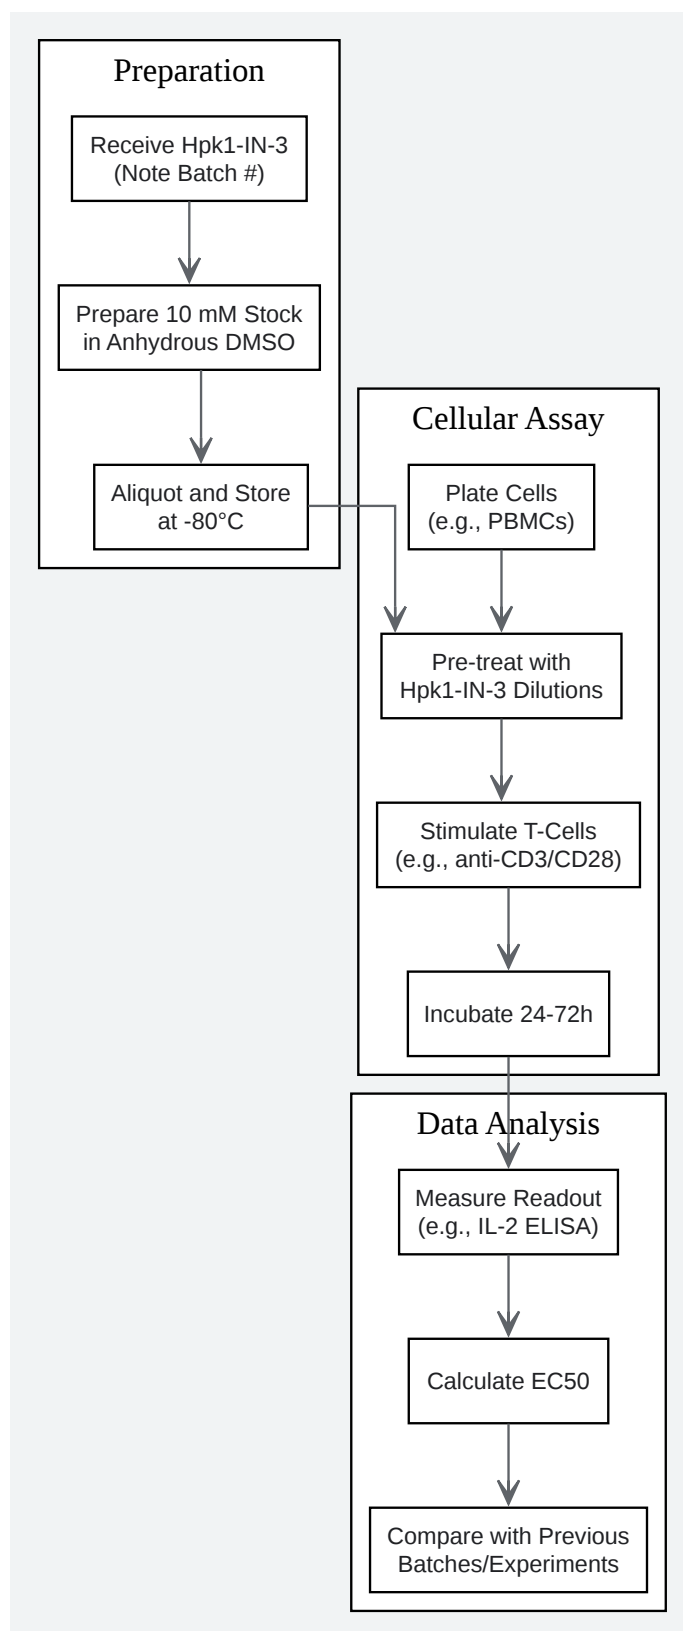 Preparation
Receive Hpk1-IN-3
(Note Batch #)
Prepare 10 mM Stock
in Anhydrous DMSO
Aliquot and Store
at -80°C
Cellular Assay
Plate Cells
(e.g., PBMCs)
Pre-treat with
Hpk1-IN-3 Dilutions
Stimulate T-Cells
(e.g., anti-CD3/CD28)
Incubate 24-72h
Data Analysis
Measure Readout
(e.g., IL-2 ELISA)
Calculate EC50
Compare with Previous
Batches/Experiments